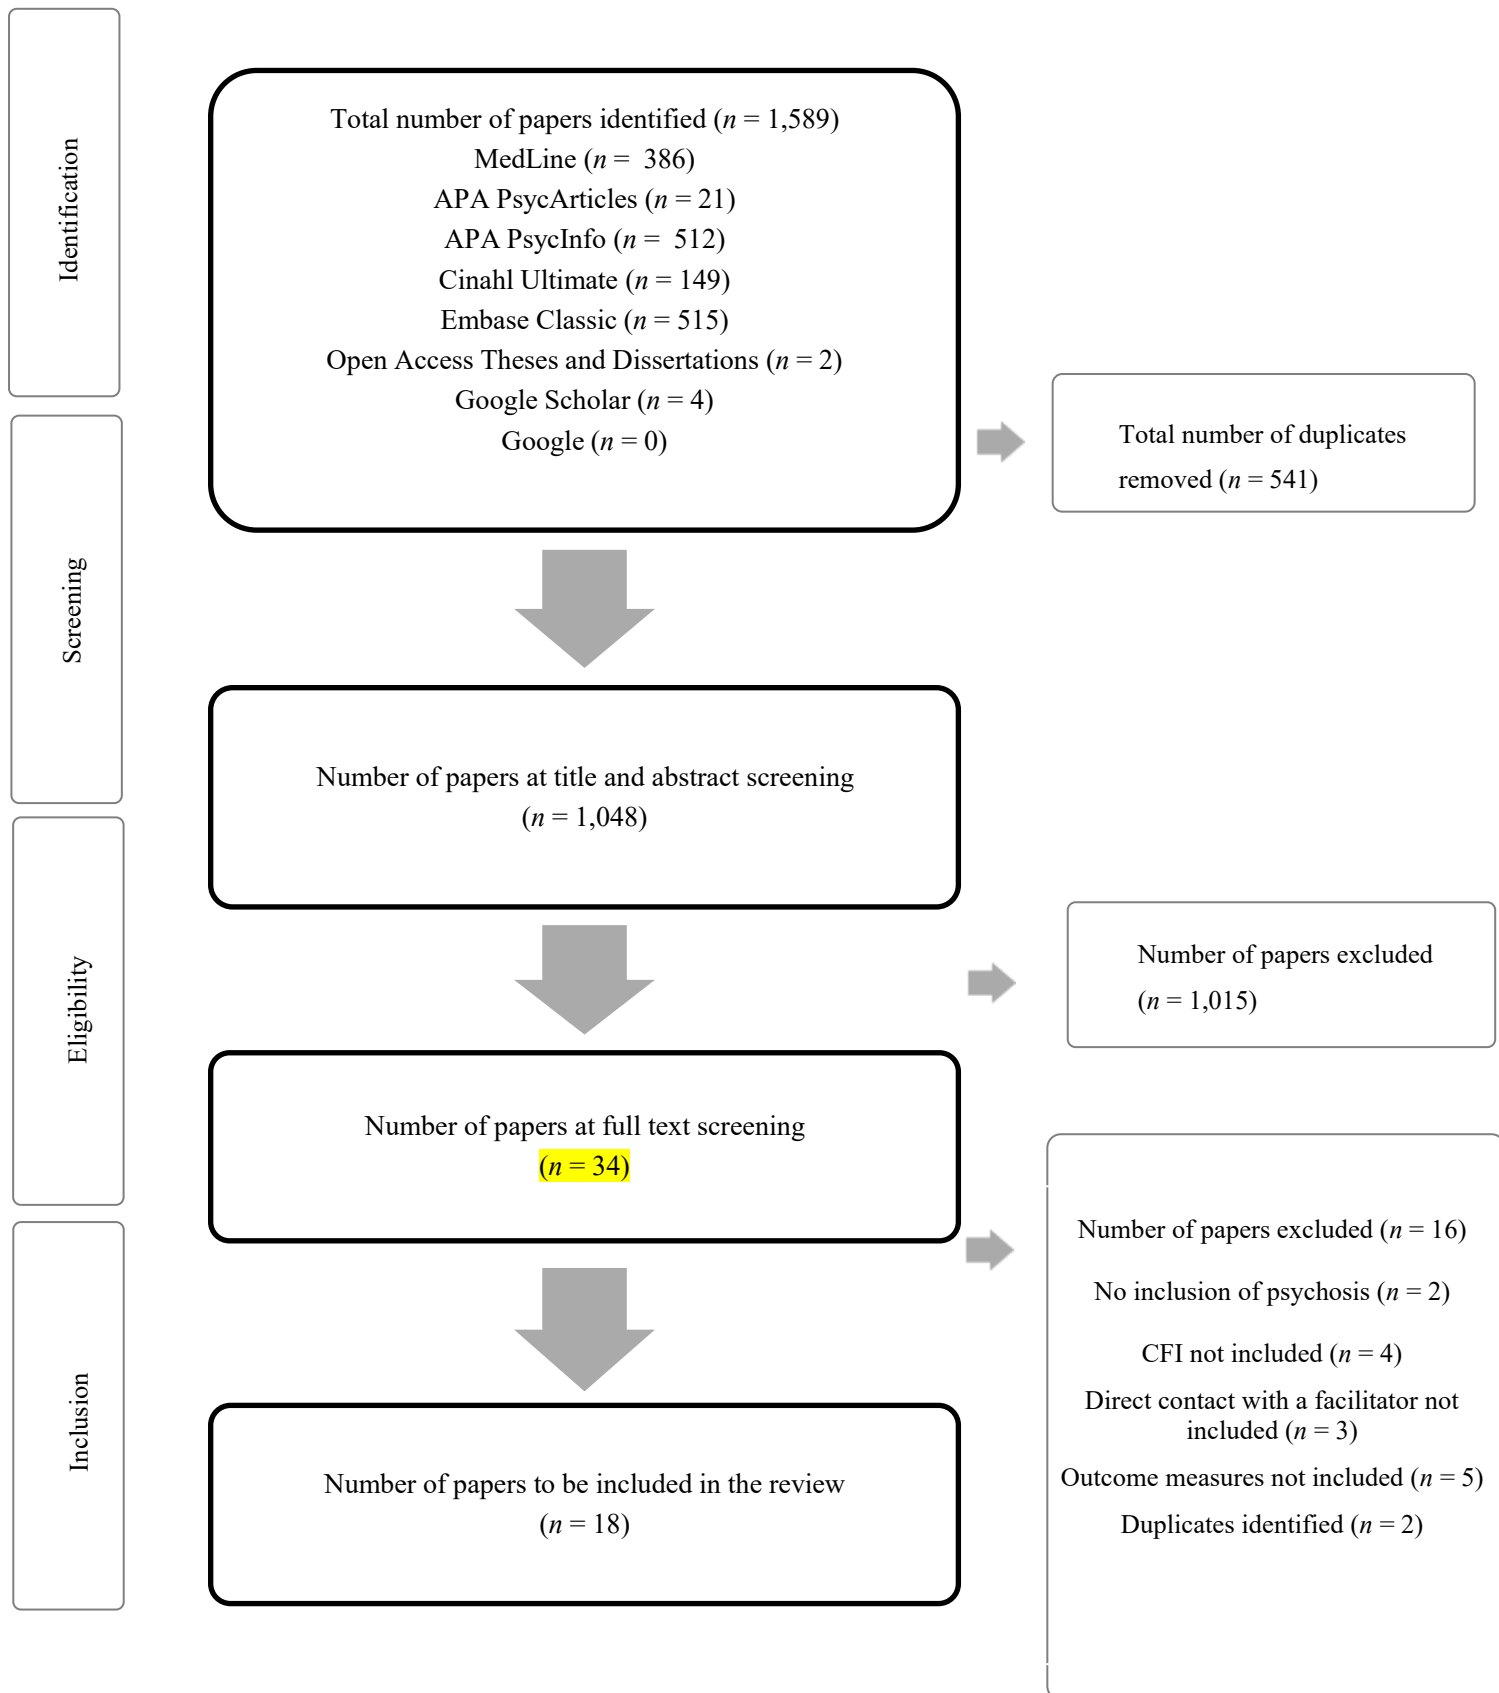 Identification
Total number of papers identified (n = 1,589)
MedLine (n =  386)
APA PsycArticles (n = 21)
APA PsycInfo (n =  512)
Cinahl Ultimate (n = 149)
Embase Classic (n = 515)
Open Access Theses and Dissertations (n = 2)
Google Scholar (n = 4)
Google (n = 0)
Total number of duplicates
removed (n = 541)
Screening
Number of papers at title and abstract screening
(n = 1,048)
Number of papers excluded
(n = 1,015)
Eligibility
Number of papers at full text screening
(n = 34)
Number of papers excluded (n = 16)
No inclusion of psychosis (n = 2)
CFI not included (n = 4)
Direct contact with a facilitator not
included (n = 3)
Outcome measures not included (n = 5)
Duplicates identified (n = 2)
Inclusion
Number of papers to be included in the review
(n = 18)